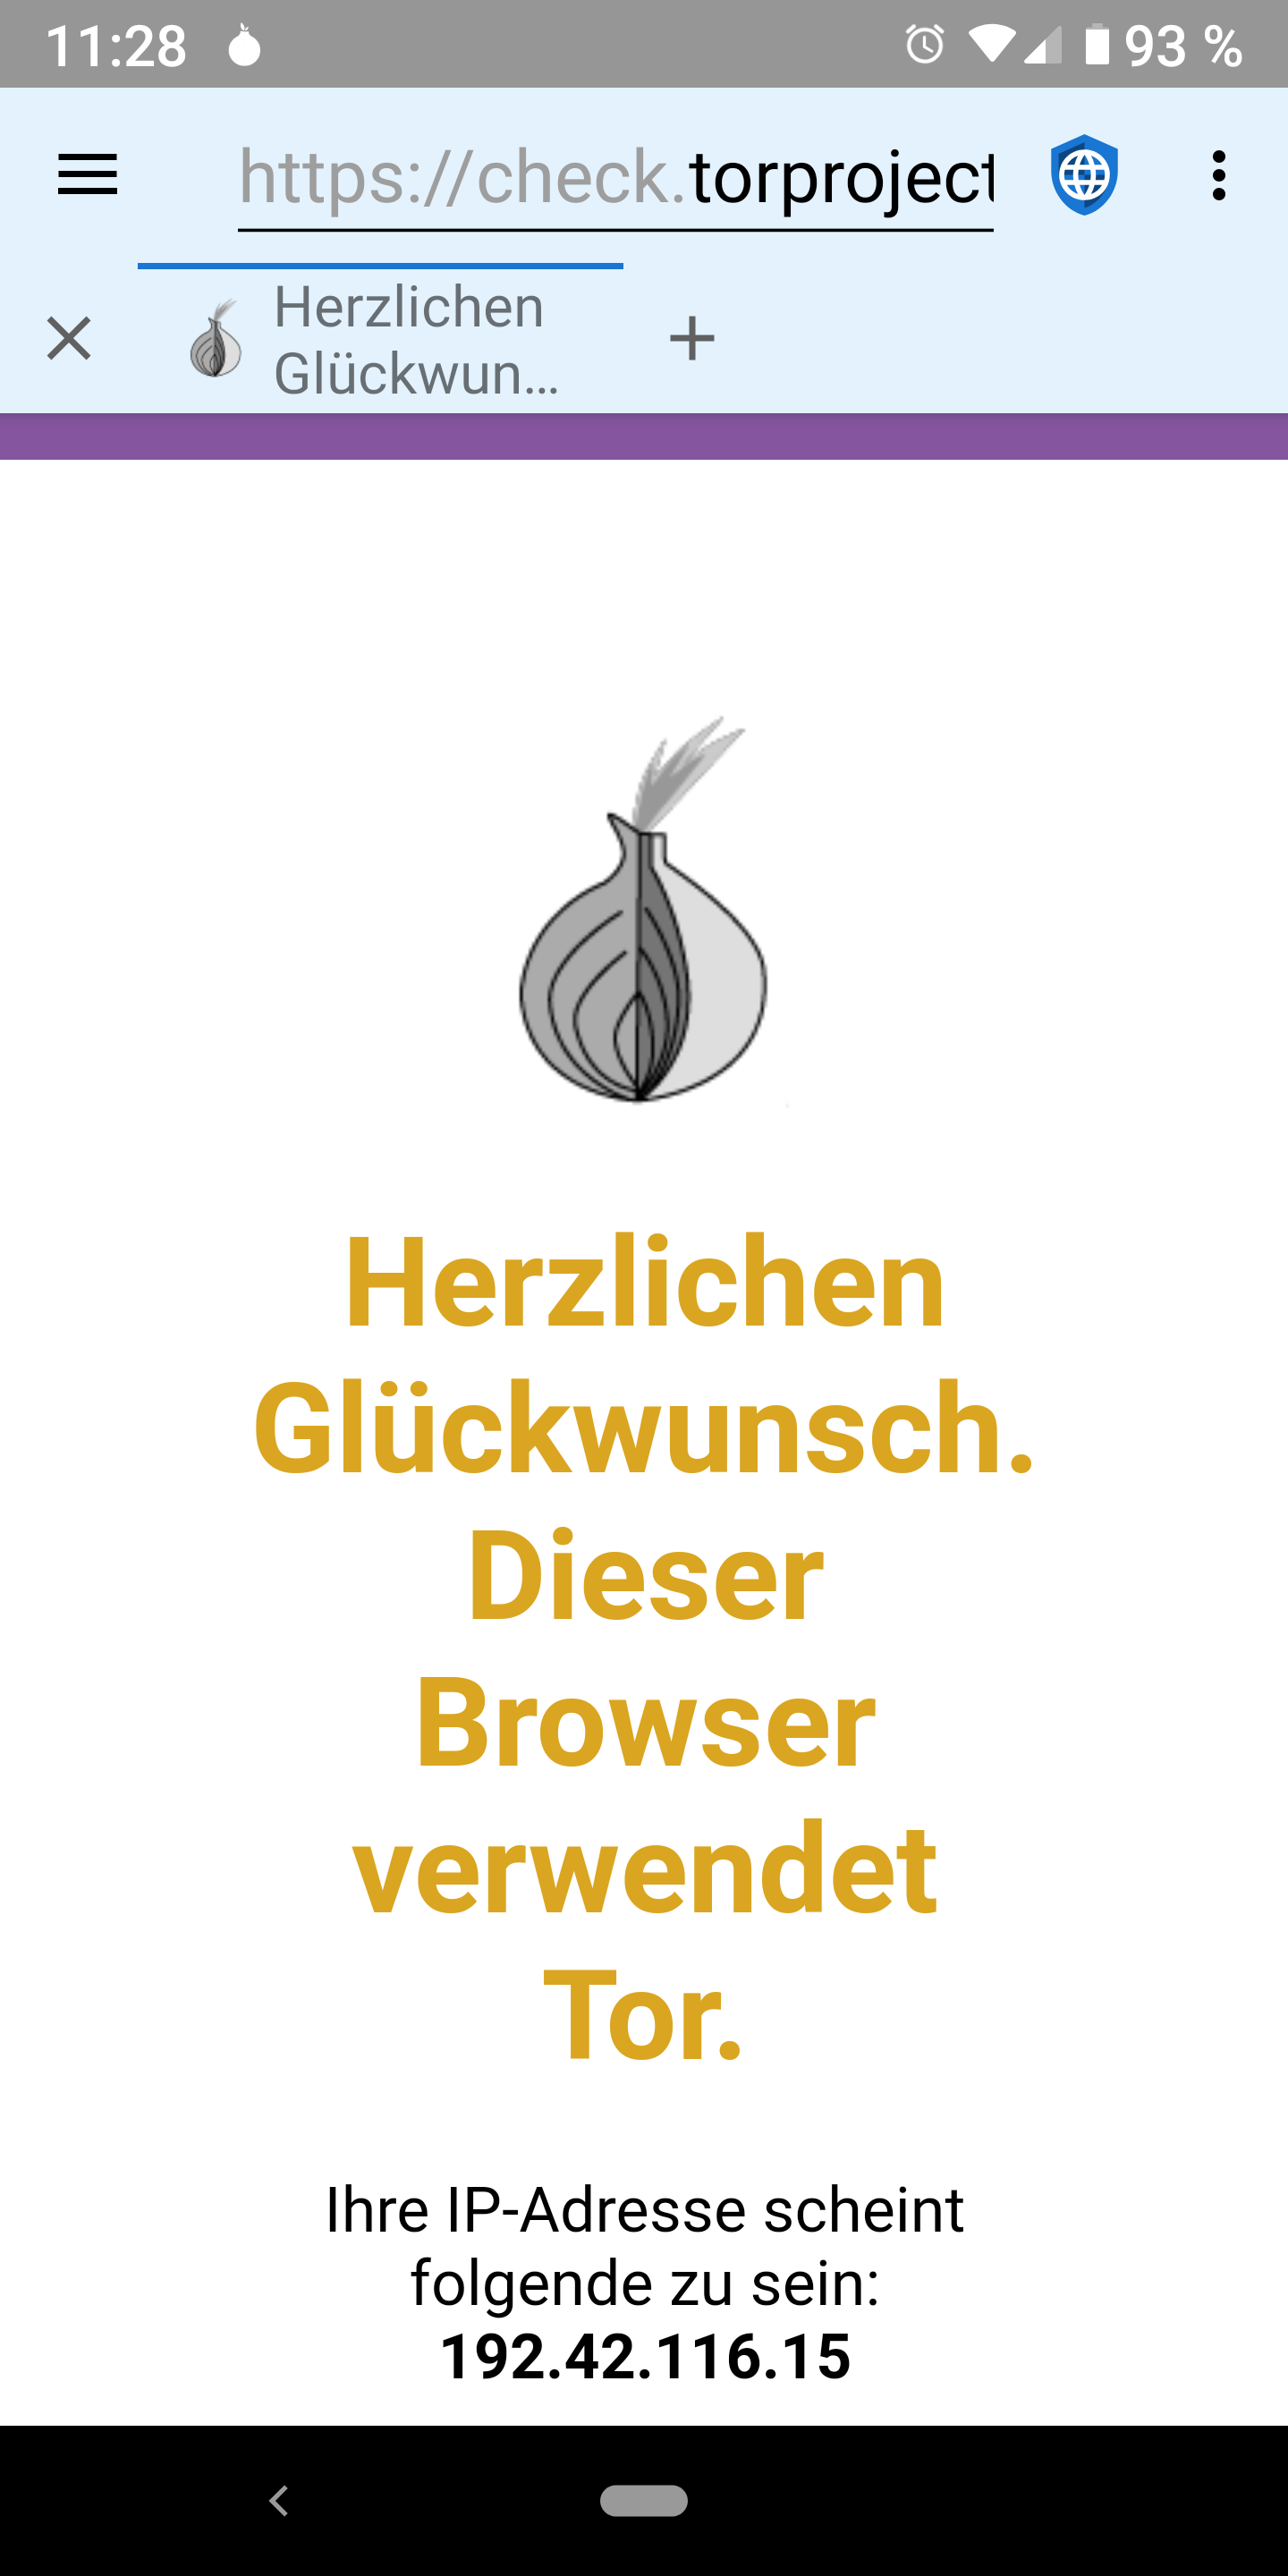 11:28
93 %
https://check.torproject
Herzlichen
Glückwun…
Herzlichen
Glückwunsch.
Dieser
Browser
verwendet
Tor.
Ihre IP-Adresse scheint
folgende zu sein:
192.42.116.15